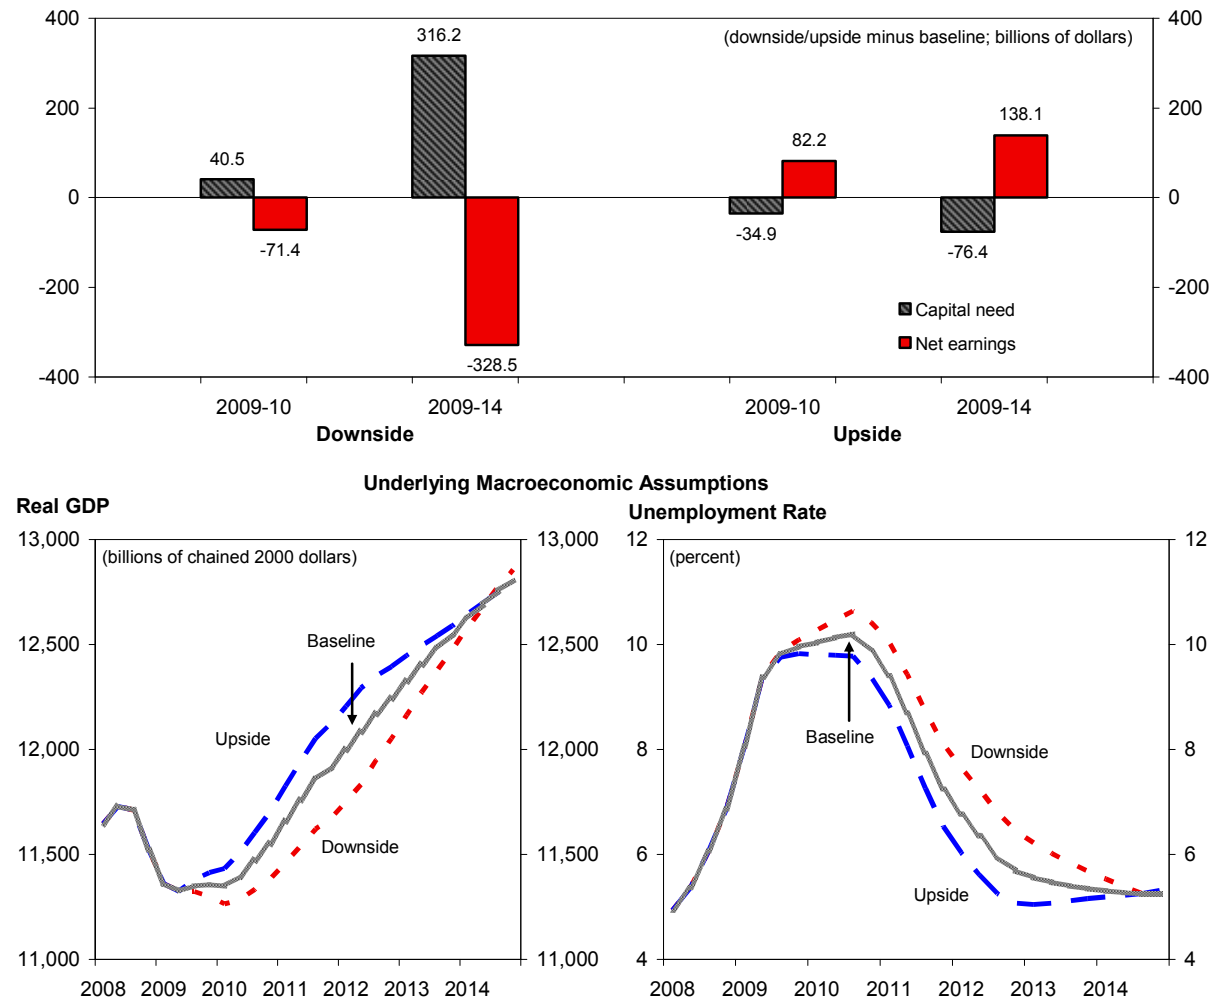 400
400
316.2
(downside/upside minus baseline; billions of dollars)
200
200
138.1
82.2
40.5
0
0
-34.9
-71.4
-76.4
-200
-200
Capital need
Net earnings
-328.5
-400
-400
2009-10
2009-14
2009-10
2009-14
Downside
Upside
Underlying Macroeconomic Assumptions
Real GDP
Unemployment Rate
13,000
13,000
(billions of chained 2000 dollars)
12,500
12,500
Baseline
Upside
12,000
12,000
Downside
11,500
11,500
11,000
11,000
2008 2009 2010 2011 2012 2013 2014
12
12
(percent)
10
10
Baseline
Downside
8
8
6
6
Upside
4
4
2008 2009 2010 2011 2012 2013 2014